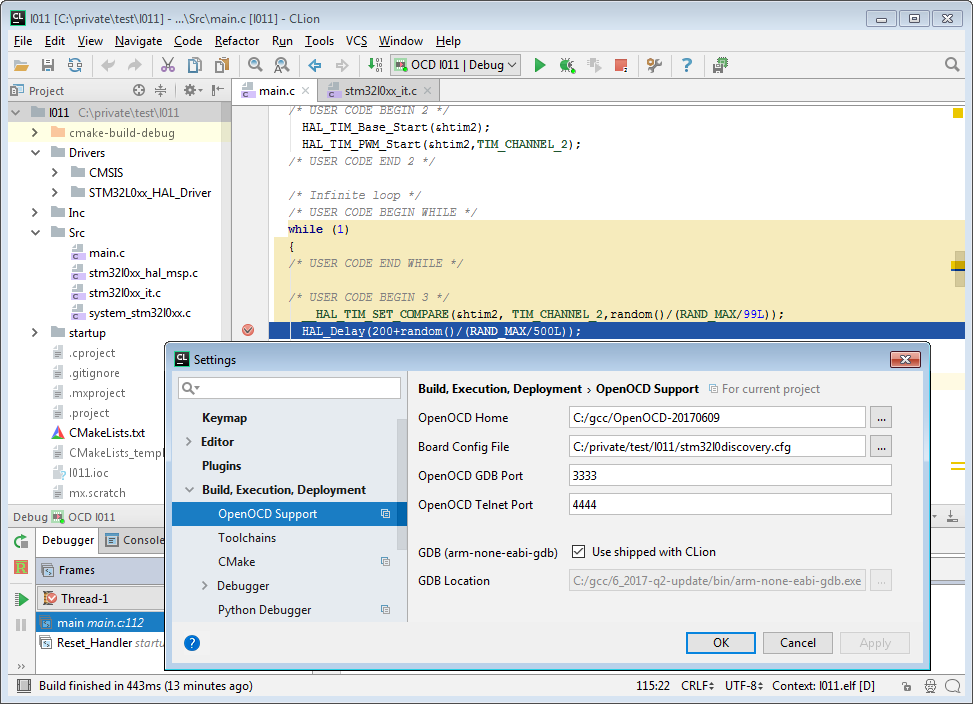 CL l011 [C:\private\test\l011] - ...\Src\main.c [l011] - CLion
File Edit View Navigate Code Refactor Run Tools VCS Window Help
OCD l011 | Debug
Project
main.c
stm32l0xx_it.c
l011 C:\private\test\l011
cmake-build-debug
Drivers
CMSIS
STM32L0xx_HAL_Driver
Inc
Src
main.c
stm32l0xx_hal_msp.c
stm32l0xx_it.c
system_stm32l0xx.c
startup
.cproject
.gitignore
.mxproject
.project
CMakeLists.txt
l011.ioc
mx.scratch
/* USER CODE BEGIN 2 */
HAL_TIM_Base_Start(&htim2);
HAL_TIM_PWM_Start(&htim2,TIM_CHANNEL_2);
/* USER CODE END 2 */
/* Infinite loop */
/* USER CODE BEGIN WHILE */
while (1)
{
/* USER CODE END WHILE */
/* USER CODE BEGIN 3 */
__HAL_TIM_SET_COMPARE(&htim2, TIM_CHANNEL_2,random()/(RAND_MAX/99L));
HAL_Delay(200+random()/(RAND_MAX/500L));
CL Settings
Keymap
Editor
Plugins
Build, Execution, Deployment
OpenOCD Support
Toolchains
CMake
Debugger
Python Debugger
Build, Execution, Deployment › OpenOCD Support For current project
OpenOCD Home C:/gcc/OpenOCD-20170609 ...
Board Config File C:/private/test/l011/stm32l0discovery.cfg ...
OpenOCD GDB Port 3333
OpenOCD Telnet Port 4444
GDB (arm-none-eabi-gdb) Use shipped with CLion
GDB Location C:/gcc/6_2017-q2-update/bin/arm-none-eabi-gdb.exe ...
? OK Cancel Apply
Debug OCD l011
Debugger Console
Frames
Thread-1
main main.c:112
Reset_Handler
Build finished in 443ms (13 minutes ago)
115:22 CRLF UTF-8 Context: l011.elf [D]